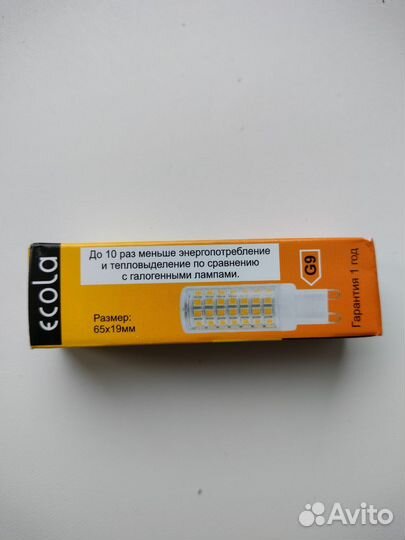 ecola
До 10 раз меньше энергопотребление
и тепловыделение по сравнению
с галогенными лампами.
Размер:
65x19мм
G9
Гарантия 1 год
Avito